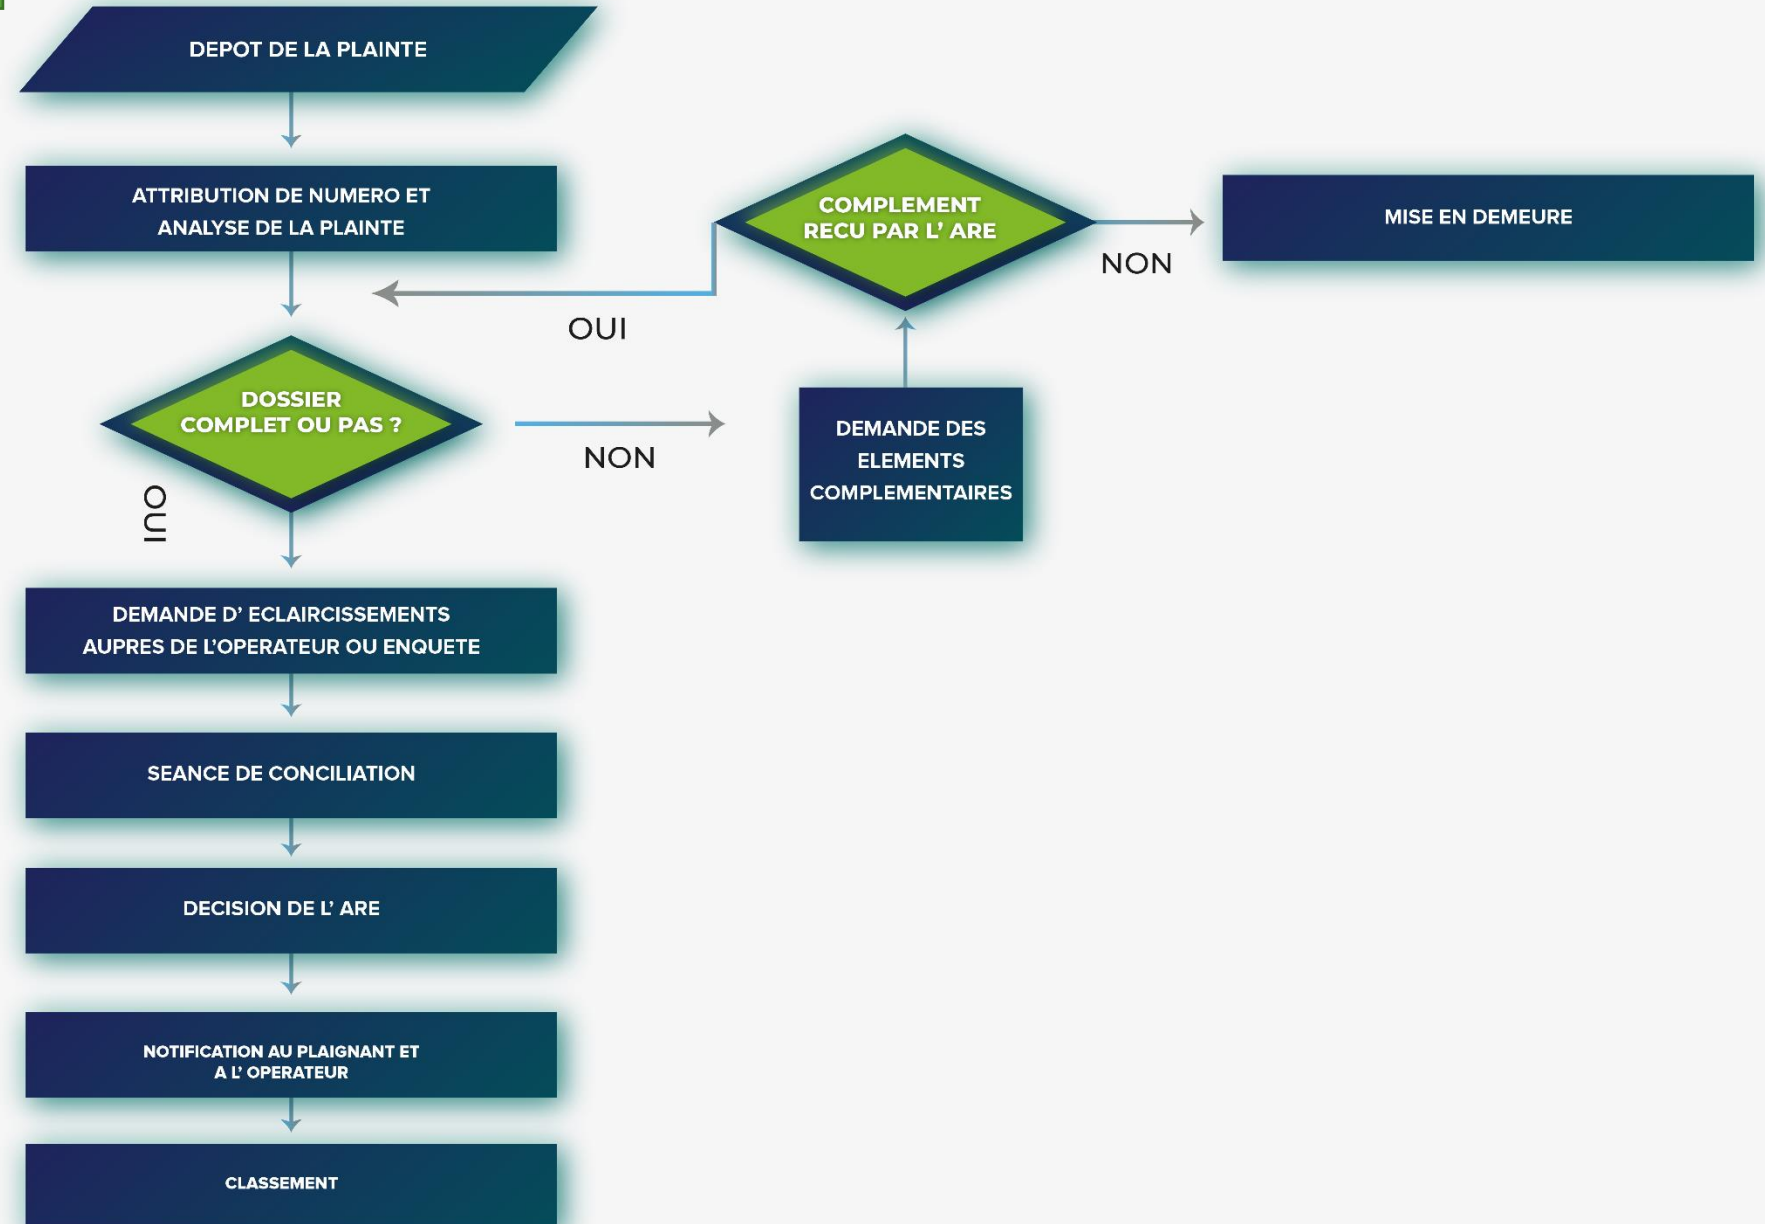 DEPOT DE LA PLAINTE
ATTRIBUTION DE NUMERO ET
ANALYSE DE LA PLAINTE
COMPLEMENT
RECU PAR L' ARE
NON
MISE EN DEMEURE
OUI
DOSSIER
COMPLET OU PAS ?
NON
DEMANDE DES
ELEMENTS
COMPLEMENTAIRES
OUI
DEMANDE D' ECLAIRCISSEMENTS
AUPRES DE L'OPERATEUR OU ENQUETE
SEANCE DE CONCILIATION
DECISION DE L' ARE
NOTIFICATION AU PLAIGNANT ET
A L' OPERATEUR
CLASSEMENT